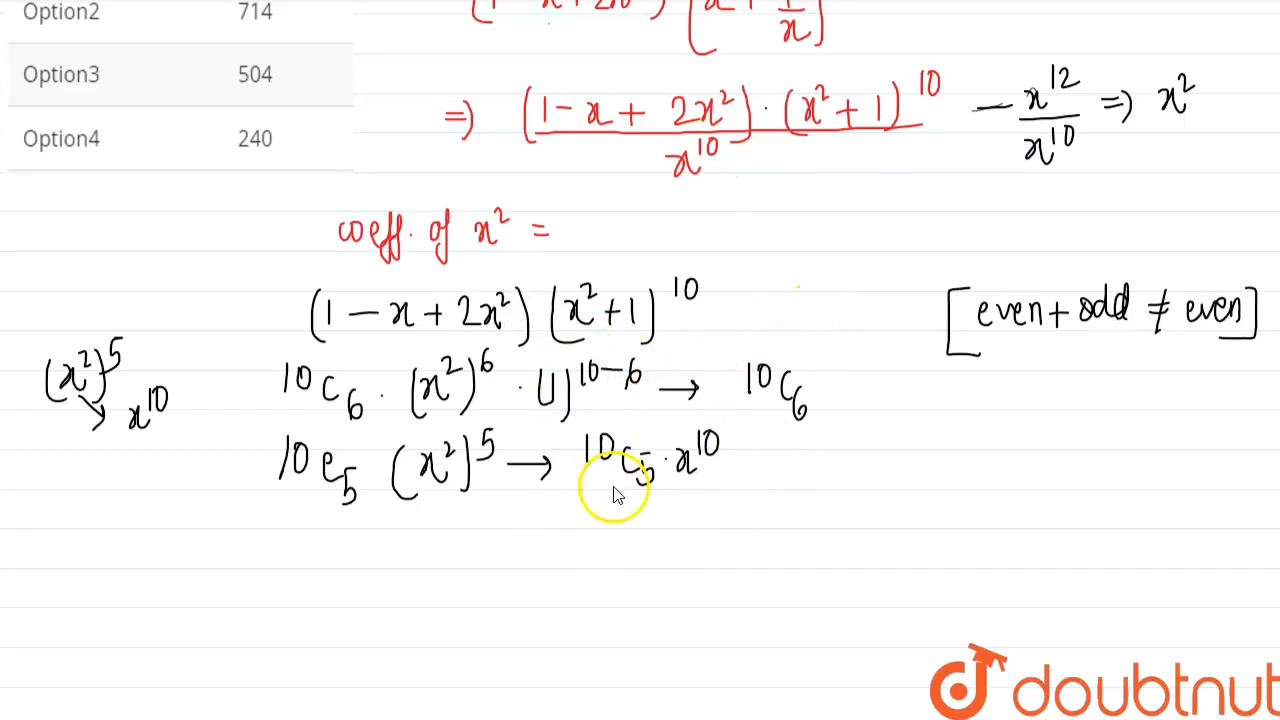 Option2 714
Option3 504
Option4 240
⇒ (1 - x + 2x²) · (x² + 1)¹⁰ / x¹⁰ - x¹² / x¹⁰ ⇒ x²
coeff. of x² =
(1 - x + 2x²) (x² + 1)¹⁰
[even + odd ≠ even]
(x²)⁵
→ x¹⁰
¹⁰C₆ · (x²)⁶ · (1)¹⁰⁻⁶ → ¹⁰C₆
¹⁰C₅ (x²)⁵ → ¹⁰C₅ · x¹⁰
doubtnut